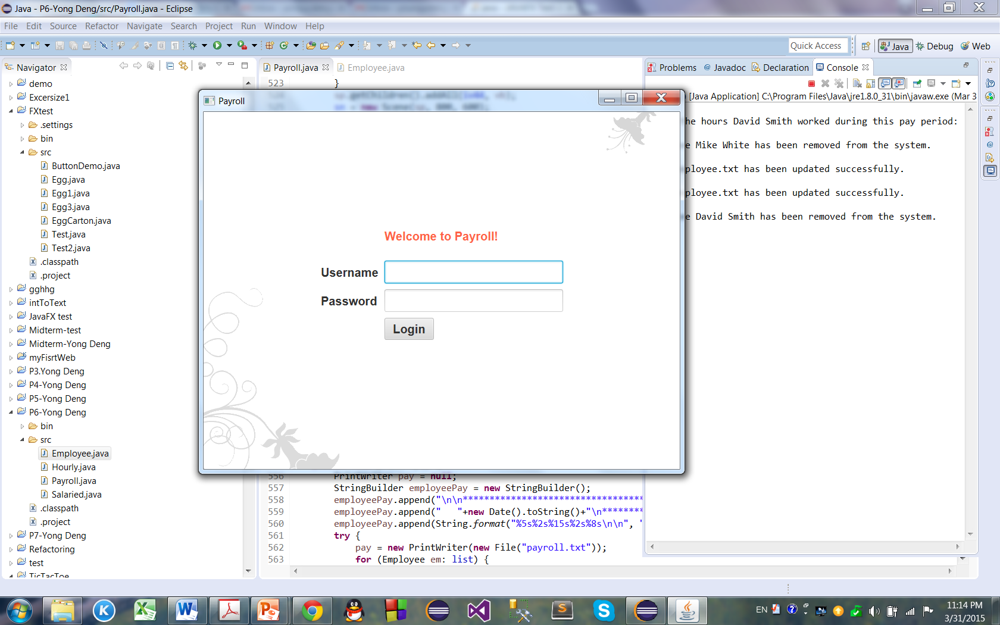 Java - P6-Yong Deng/src/Payroll.java - Eclipse
File Edit Source Refactor Navigate Search Project Run Window Help
Quick Access Java Debug Web
Navigator
demo
Excersize1
FXtest
.settings
bin
src
ButtonDemo.java
Egg.java
Egg1.java
Egg3.java
EggCarton.java
Test.java
Test2.java
.classpath
.project
gghhg
intToText
JavaFX test
Midterm-test
Midterm-Yong Deng
myFisrtWeb
P3.Yong Deng
P4-Yong Deng
P5-Yong Deng
P6-Yong Deng
bin
src
Employee.java
Hourly.java
Payroll.java
Salaried.java
.classpath
.project
P7-Yong Deng
Refactoring
test
TicTacToe
Payroll.java Employee.java
523 }
Payroll
Welcome to Payroll!
Username
Password
Login
556 PrintWriter pay = null;
557 StringBuilder employeePay = new StringBuilder();
558 employeePay.append("\n\n**********************************
559 employeePay.append("   "+new Date().toString()+"\n********
560 employeePay.append(String.format("%5s%2s%15s%2s%8s\n\n", "
561 try {
562 pay = new PrintWriter(new File("payroll.txt"));
563 for (Employee em: list) {
Problems @ Javadoc Declaration Console
[Java Application] C:\Program Files\Java\jre1.8.0_31\bin\javaw.exe (Mar 3
he hours David Smith worked during this pay period:
e Mike White has been removed from the system.
ployee.txt has been updated successfully.
ployee.txt has been updated successfully.
e David Smith has been removed from the system.
EN
11:14 PM
3/31/2015